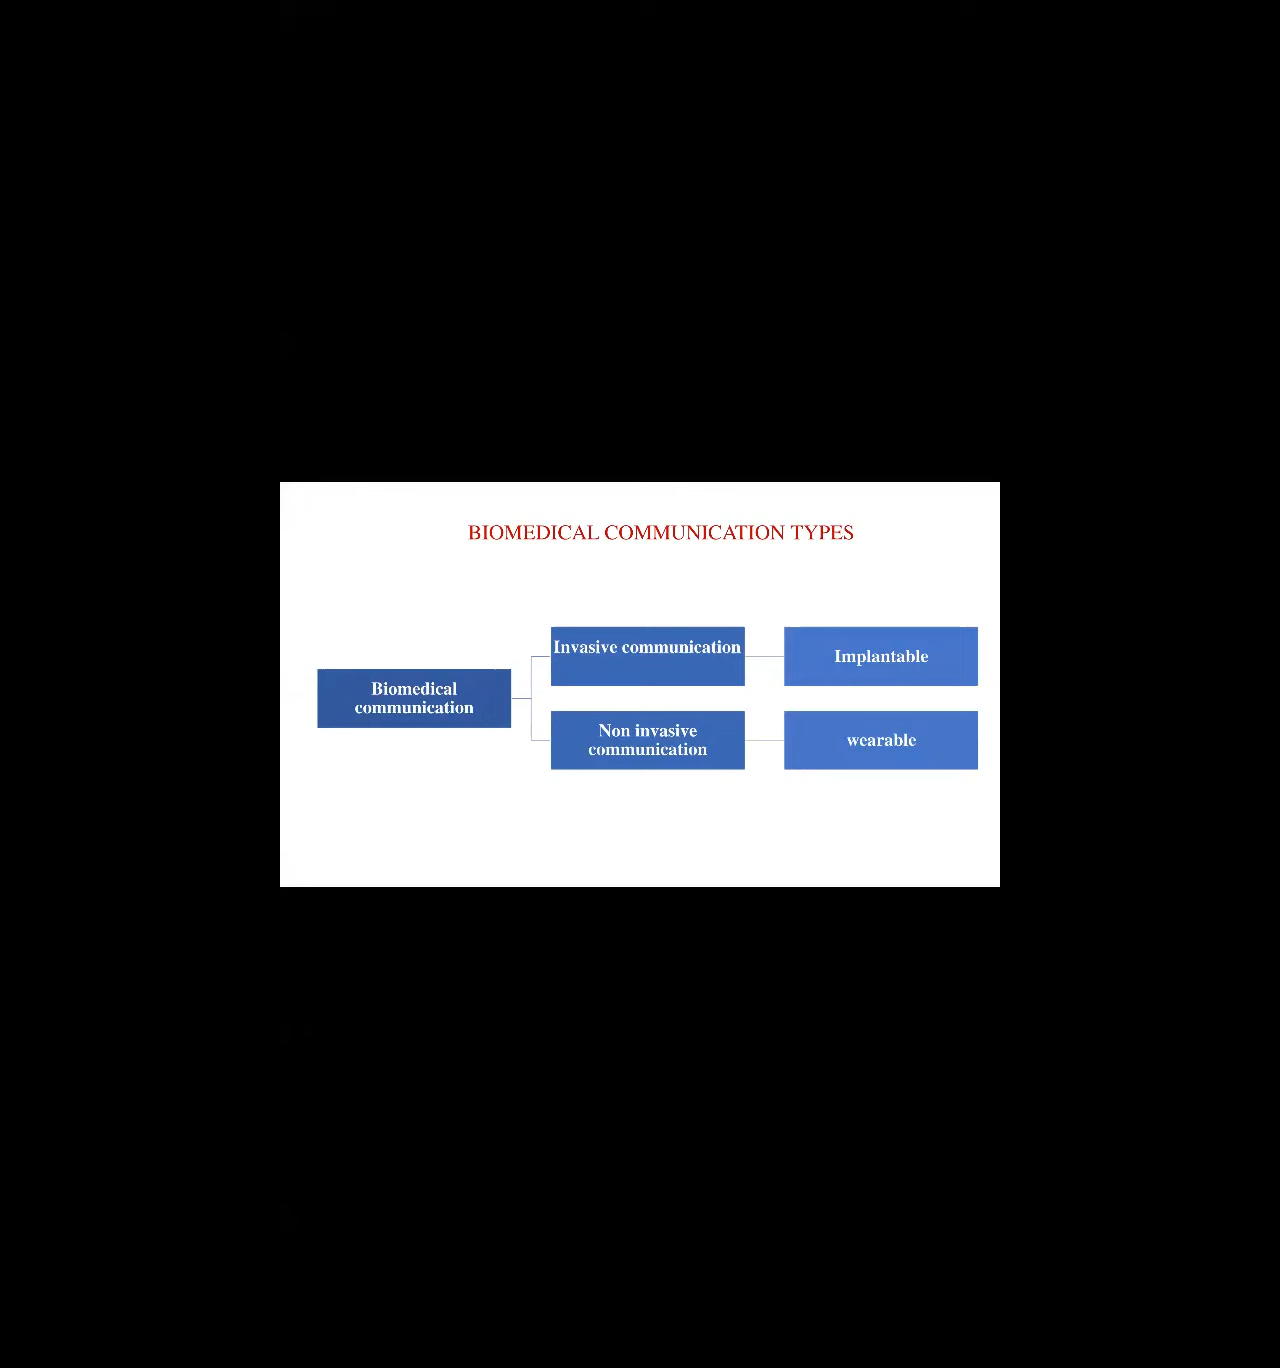 BIOMEDICAL COMMUNICATION TYPES
Biomedical
communication
Invasive communication
Implantable
Non invasive
communication
wearable